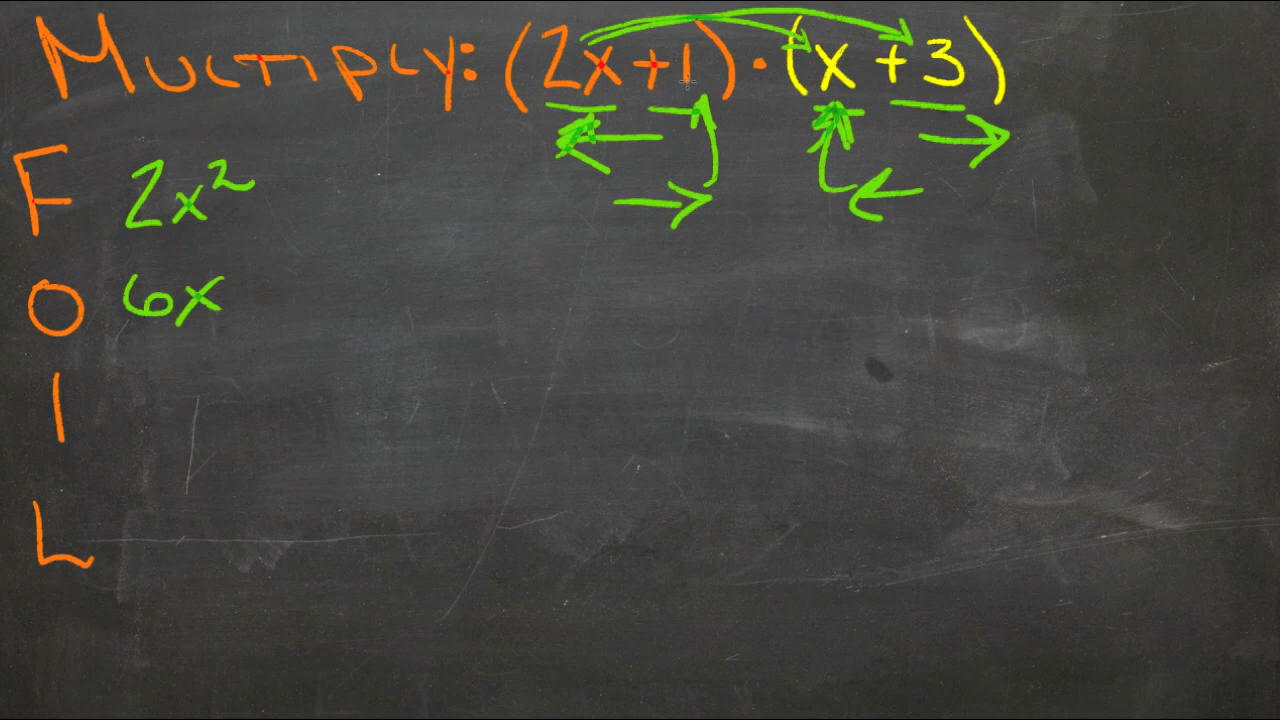 MULTIPLY: (2x+1) · (x+3)
F 2x²
O 6x
I
L